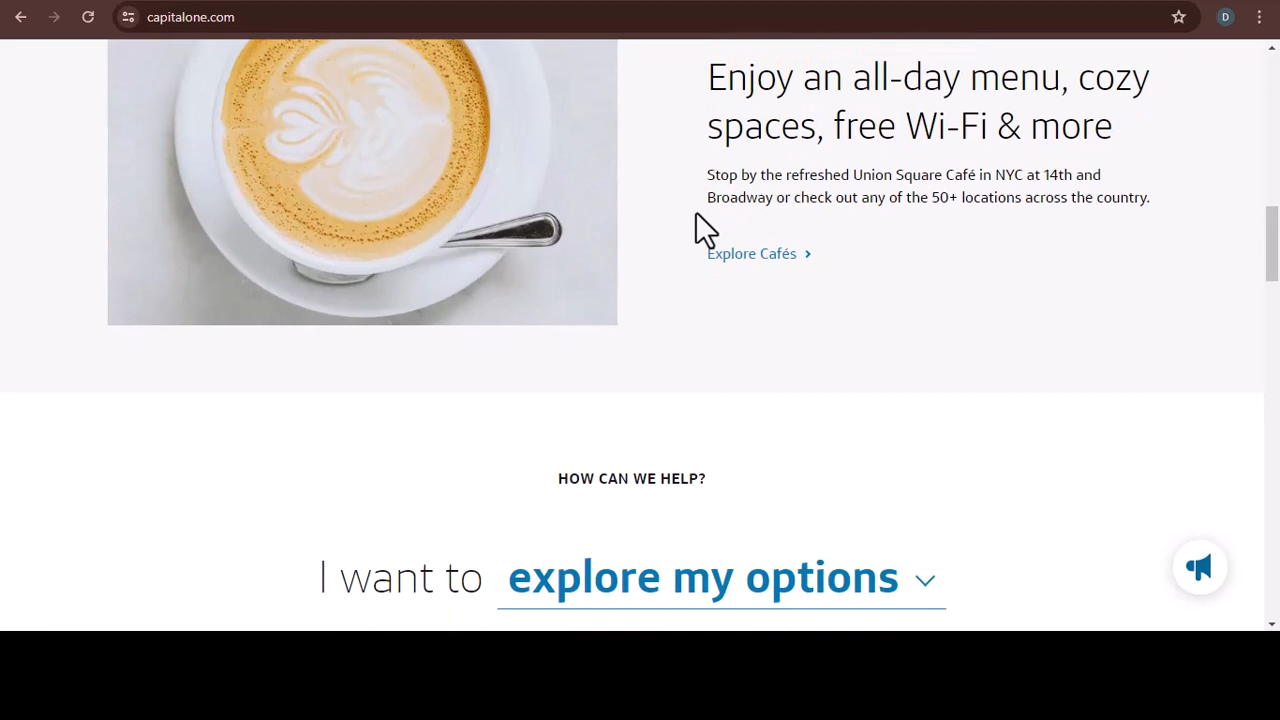 capitalone.com
D
Enjoy an all-day menu, cozy
spaces, free Wi-Fi & more
Stop by the refreshed Union Square Café in NYC at 14th and
Broadway or check out any of the 50+ locations across the country.
Explore Cafés
HOW CAN WE HELP?
I want to explore my options